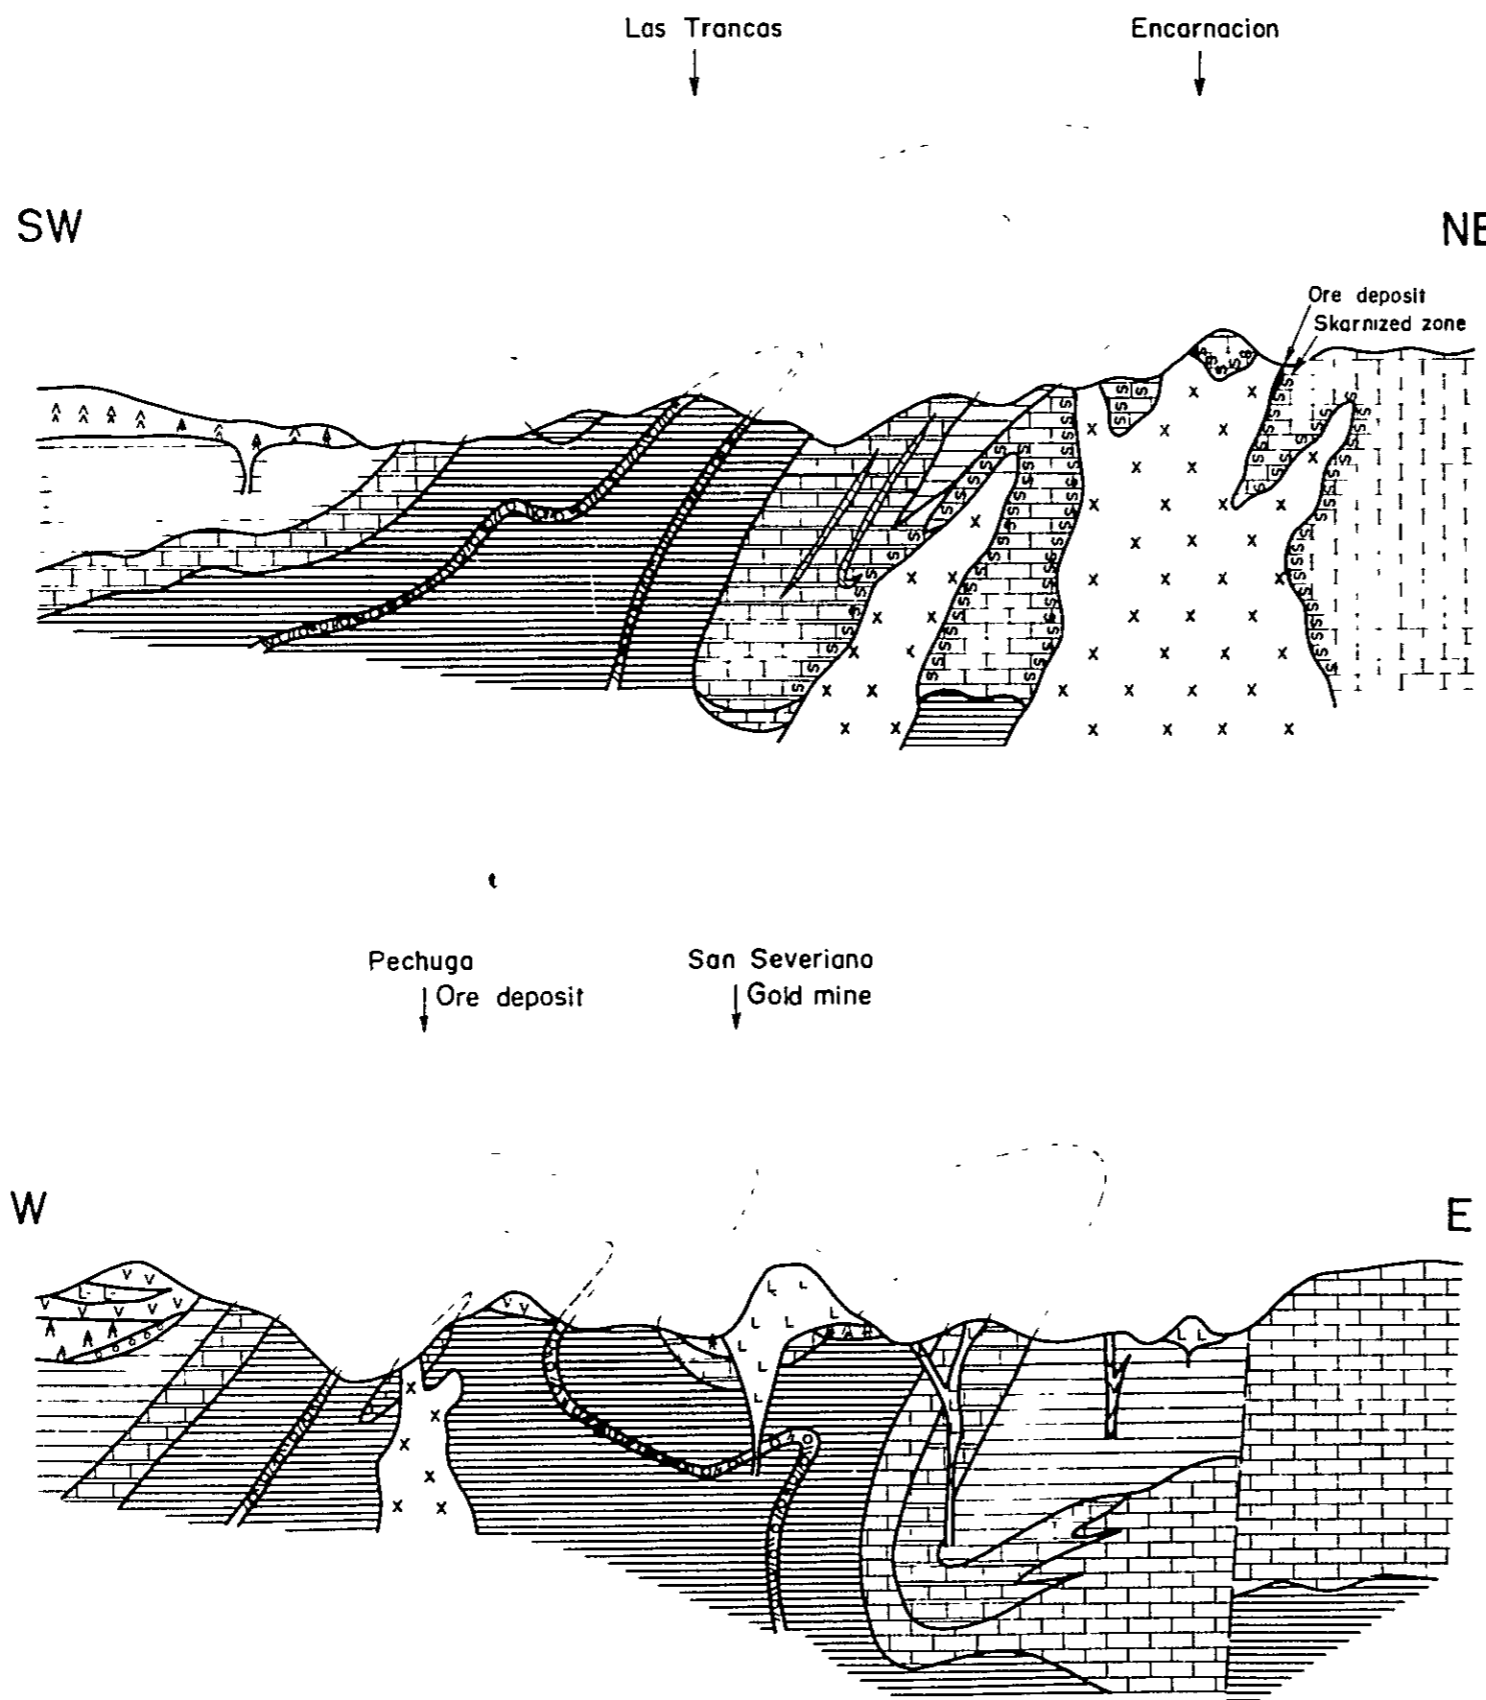 Las Trancas
Encarnacion
SW
NE
Ore deposit
Skarnized zone
Pechuga
Ore deposit
San Severiano
Gold mine
W
E